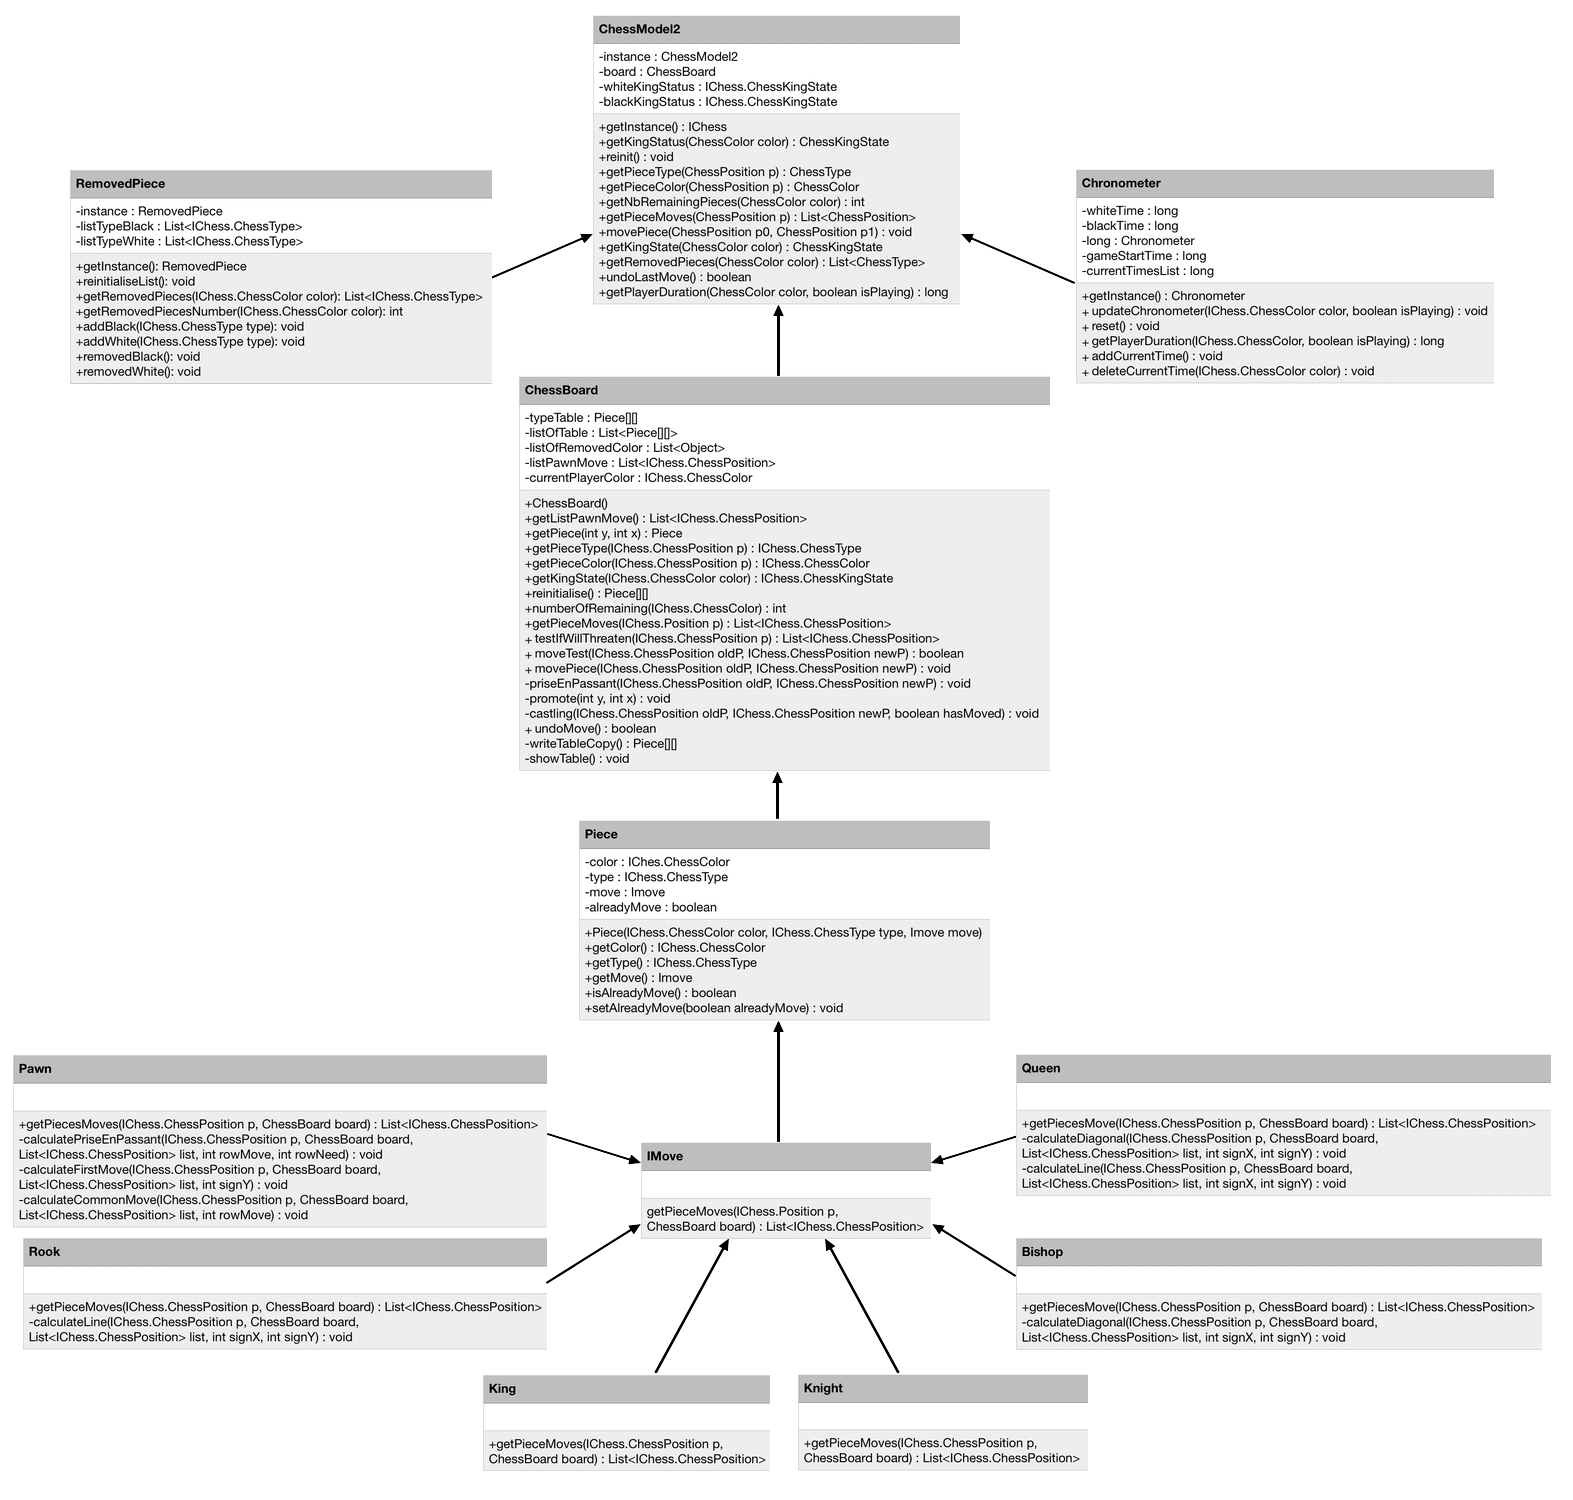 ChessModel2
-instance : ChessModel2
-board : ChessBoard
-whiteKingStatus : IChess.ChessKingState
-blackKingStatus : IChess.ChessKingState
+getInstance() : IChess
+getKingStatus(ChessColor color) : ChessKingState
+reinit() : void
+getPieceType(ChessPosition p) : ChessType
+getPieceColor(ChessPosition p) : ChessColor
+getNbRemainingPieces(ChessColor color) : int
+getPieceMoves(ChessPosition p) : List<ChessPosition>
+movePiece(ChessPosition p0, ChessPosition p1) : void
+getKingState(ChessColor color) : ChessKingState
+getRemovedPieces(ChessColor color) : List<ChessType>
+undoLastMove() : boolean
+getPlayerDuration(ChessColor color, boolean isPlaying) : long
RemovedPiece
-instance : RemovedPiece
-listTypeBlack : List<IChess.ChessType>
-listTypeWhite : List<IChess.ChessType>
+getInstance(): RemovedPiece
+reinitialiseList(): void
+getRemovedPieces(IChess.ChessColor color): List<IChess.ChessType>
+getRemovedPiecesNumber(IChess.ChessColor color): int
+addBlack(IChess.ChessType type): void
+addWhite(IChess.ChessType type): void
+removedBlack(): void
+removedWhite(): void
Chronometer
-whiteTime : long
-blackTime : long
-long : Chronometer
-gameStartTime : long
-currentTimesList : long
+getInstance() : Chronometer
+ updateChronometer(IChess.ChessColor color, boolean isPlaying) : void
+ reset() : void
+ getPlayerDuration(IChess.ChessColor, boolean isPlaying) : long
+ addCurrentTime() : void
+ deleteCurrentTime(IChess.ChessColor color) : void
ChessBoard
-typeTable : Piece[][]
-listOfTable : List<Piece[][]>
-listOfRemovedColor : List<Object>
-listPawnMove : List<IChess.ChessPosition>
-currentPlayerColor : IChess.ChessColor
+ChessBoard()
+getListPawnMove() : List<IChess.ChessPosition>
+getPiece(int y, int x) : Piece
+getPieceType(IChess.ChessPosition p) : IChess.ChessType
+getPieceColor(IChess.ChessPosition p) : IChess.ChessColor
+getKingState(IChess.ChessColor color) : IChess.ChessKingState
+reinitialise() : Piece[][]
+numberOfRemaining(IChess.ChessColor) : int
+getPieceMoves(IChess.Position p) : List<IChess.ChessPosition>
+ testIfWillThreaten(IChess.ChessPosition p) : List<IChess.ChessPosition>
+ moveTest(IChess.ChessPosition oldP, IChess.ChessPosition newP) : boolean
+ movePiece(IChess.ChessPosition oldP, IChess.ChessPosition newP) : void
-priseEnPassant(IChess.ChessPosition oldP, IChess.ChessPosition newP) : void
-promote(int y, int x) : void
-castling(IChess.ChessPosition oldP, IChess.ChessPosition newP, boolean hasMoved) : void
+ undoMove() : boolean
-writeTableCopy() : Piece[][]
-showTable() : void
Piece
-color : IChes.ChessColor
-type : IChess.ChessType
-move : Imove
-alreadyMove : boolean
+Piece(IChess.ChessColor color, IChess.ChessType type, Imove move)
+getColor() : IChess.ChessColor
+getType() : IChess.ChessType
+getMove() : Imove
+isAlreadyMove() : boolean
+setAlreadyMove(boolean alreadyMove) : void
Pawn
+getPiecesMoves(IChess.ChessPosition p, ChessBoard board) : List<IChess.ChessPosition>
-calculatePriseEnPassant(IChess.ChessPosition p, ChessBoard board,
List<IChess.ChessPosition> list, int rowMove, int rowNeed) : void
-calculateFirstMove(IChess.ChessPosition p, ChessBoard board,
List<IChess.ChessPosition> list, int signY) : void
-calculateCommonMove(IChess.ChessPosition p, ChessBoard board,
List<IChess.ChessPosition> list, int rowMove) : void
Queen
+getPiecesMove(IChess.ChessPosition p, ChessBoard board) : List<IChess.ChessPosition>
-calculateDiagonal(IChess.ChessPosition p, ChessBoard board,
List<IChess.ChessPosition> list, int signX, int signY) : void
-calculateLine(IChess.ChessPosition p, ChessBoard board,
List<IChess.ChessPosition> list, int signX, int signY) : void
IMove
getPieceMoves(IChess.Position p,
ChessBoard board) : List<IChess.ChessPosition>
Rook
+getPieceMoves(IChess.ChessPosition p, ChessBoard board) : List<IChess.ChessPosition>
-calculateLine(IChess.ChessPosition p, ChessBoard board,
List<IChess.ChessPosition> list, int signX, int signY) : void
Bishop
+getPiecesMove(IChess.ChessPosition p, ChessBoard board) : List<IChess.ChessPosition>
-calculateDiagonal(IChess.ChessPosition p, ChessBoard board,
List<IChess.ChessPosition> list, int signX, int signY) : void
King
+getPieceMoves(IChess.ChessPosition p,
ChessBoard board) : List<IChess.ChessPosition>
Knight
+getPieceMoves(IChess.ChessPosition p,
ChessBoard board) : List<IChess.ChessPosition>